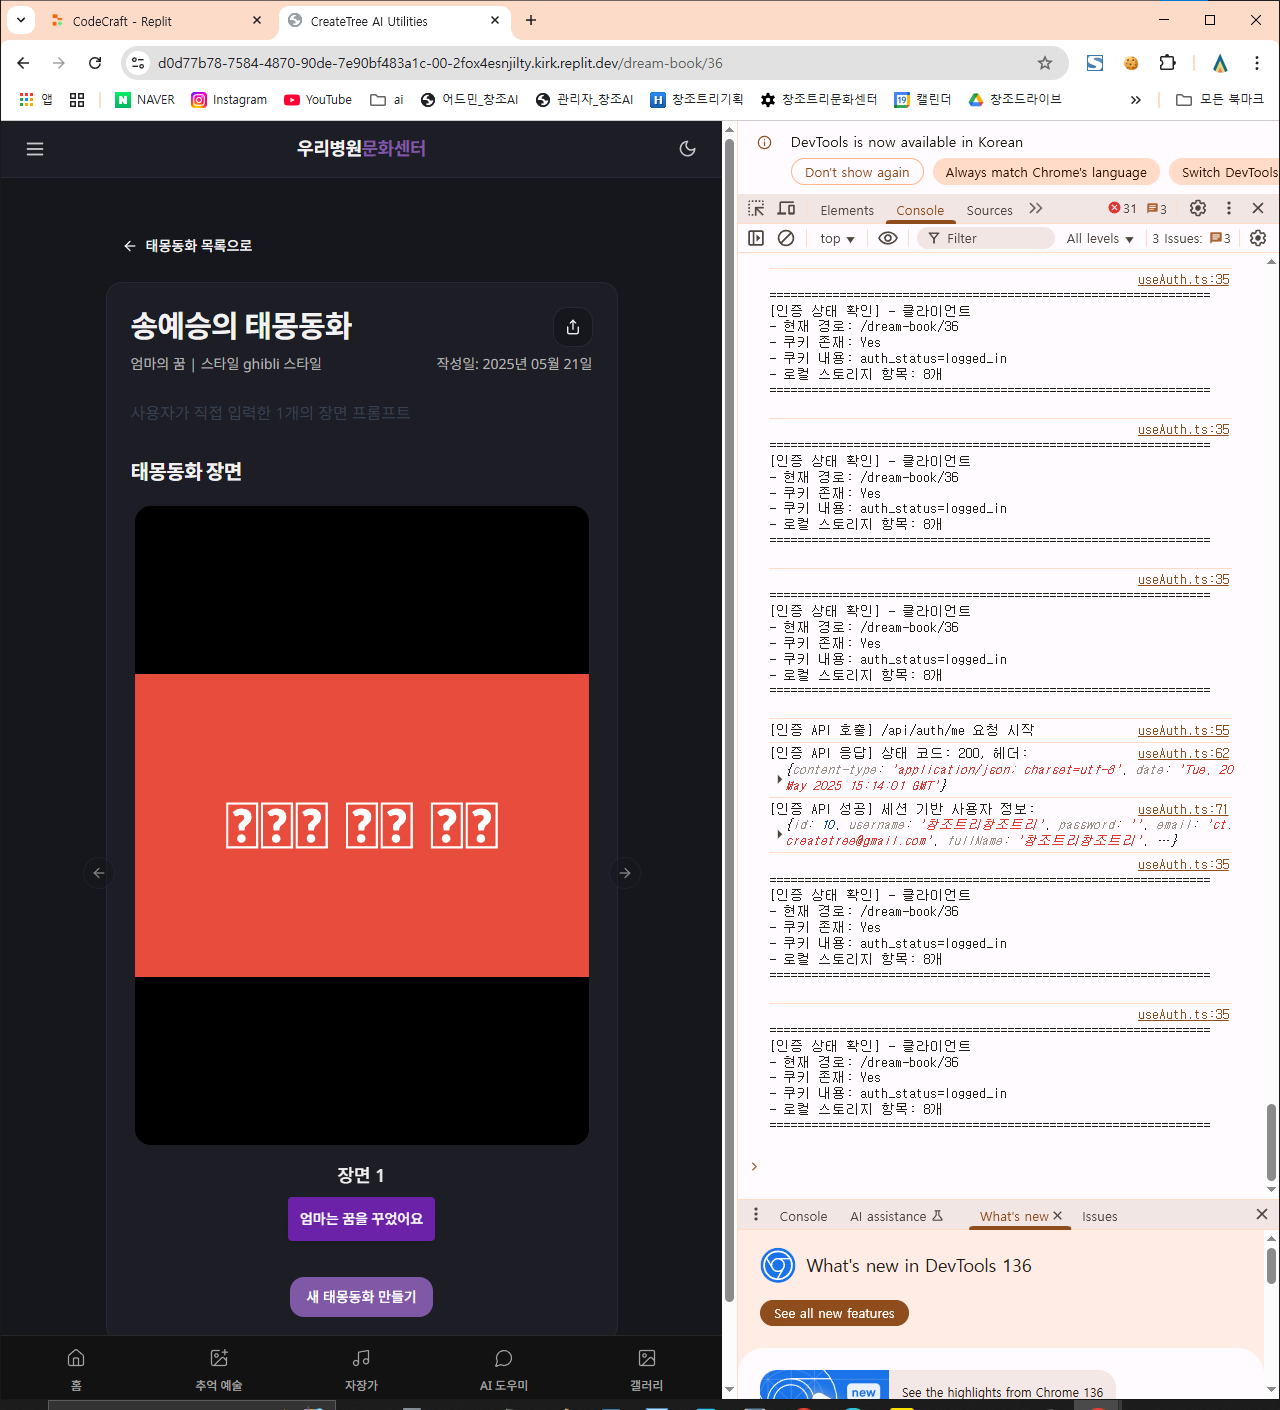 CodeCraft - Replit
CreateTree AI Utilities
d0d77b78-7584-4870-90de-7e90bf483a1c-00-2fox4esnjilty.kirk.replit.dev/dream-book/36
앱
NAVER
Instagram
YouTube
ai
어드민_창조AI
관리자_창조AI
창조트리기획
창조트리문화센터
캘린더
창조드라이브
모든 북마크
우리병원문화센터
태몽동화 목록으로
송예승의 태몽동화
엄마의 꿈 | 스타일 ghibli 스타일
작성일: 2025년 05월 21일
사용자가 직접 입력한 1개의 장면 프롬프트
태몽동화 장면
장면 1
엄마는 꿈을 꾸었어요
새 태몽동화 만들기
홈
추억 예술
자장가
AI 도우미
갤러리
DevTools is now available in Korean
Don't show again
Always match Chrome's language
Switch DevTools
Elements
Console
Sources
31
3
top
Filter
All levels
3 Issues:
3
useAuth.ts:35
===============================================================
[인증 상태 확인] - 클라이언트
- 현재 경로: /dream-book/36
- 쿠키 존재: Yes
- 쿠키 내용: auth_status=logged_in
- 로컬 스토리지 항목: 8개
===============================================================
useAuth.ts:35
===============================================================
[인증 상태 확인] - 클라이언트
- 현재 경로: /dream-book/36
- 쿠키 존재: Yes
- 쿠키 내용: auth_status=logged_in
- 로컬 스토리지 항목: 8개
===============================================================
useAuth.ts:35
===============================================================
[인증 상태 확인] - 클라이언트
- 현재 경로: /dream-book/36
- 쿠키 존재: Yes
- 쿠키 내용: auth_status=logged_in
- 로컬 스토리지 항목: 8개
===============================================================
[인증 API 호출] /api/auth/me 요청 시작
useAuth.ts:55
[인증 API 응답] 상태 코드: 200, 헤더:
useAuth.ts:62
{content-type: 'application/json; charset=utf-8', date: 'Tue, 20
May 2025 15:14:01 GMT'}
[인증 API 성공] 세션 기반 사용자 정보:
useAuth.ts:71
{id: 10, username: '창조트리창조트리', password: '', email: 'ct.
createtree@gmail.com', fullName: '창조트리창조트리', …}
useAuth.ts:35
===============================================================
[인증 상태 확인] - 클라이언트
- 현재 경로: /dream-book/36
- 쿠키 존재: Yes
- 쿠키 내용: auth_status=logged_in
- 로컬 스토리지 항목: 8개
===============================================================
useAuth.ts:35
===============================================================
[인증 상태 확인] - 클라이언트
- 현재 경로: /dream-book/36
- 쿠키 존재: Yes
- 쿠키 내용: auth_status=logged_in
- 로컬 스토리지 항목: 8개
===============================================================
Console
AI assistance
What's new
Issues
What's new in DevTools 136
See all new features
new
See the highlights from Chrome 136